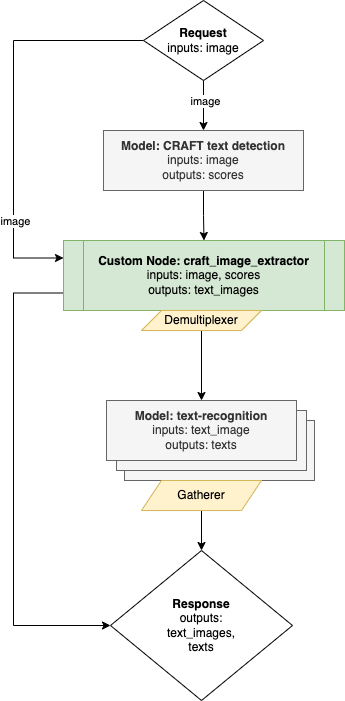 Request
inputs: image
image
Model: CRAFT text detection
inputs: image
outputs: scores
image
Custom Node: craft_image_extractor
inputs: image, scores
outputs: text_images
Demultiplexer
Model: text-recognition
inputs: text_image
outputs: texts
Gatherer
Response
outputs:
text_images,
texts